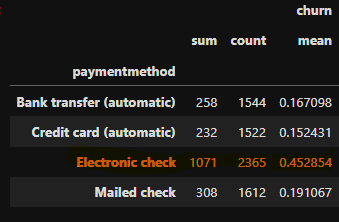 churn
sum count mean
paymentmethod
Bank transfer (automatic) 258 1544 0.167098
Credit card (automatic) 232 1522 0.152431
Electronic check 1071 2365 0.452854
Mailed check 308 1612 0.191067